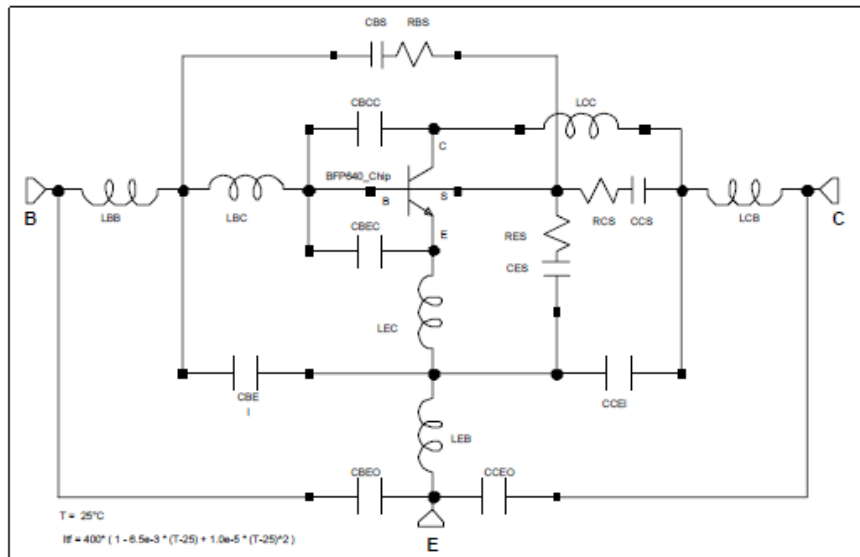 CBS RBS
CBCC
LCC
C
BFP640_Chip
B
S
B
LBB
LBC
LCB
C
RCS CCS
CBEC
E
RES
CES
LEC
CBE
I
CCEI
LEB
CBEO
CCEO
T = 25°C
Itf = 400* ( 1 - 6.5e-3 * (T-25) + 1.0e-5 * (T-25)^2 )
E